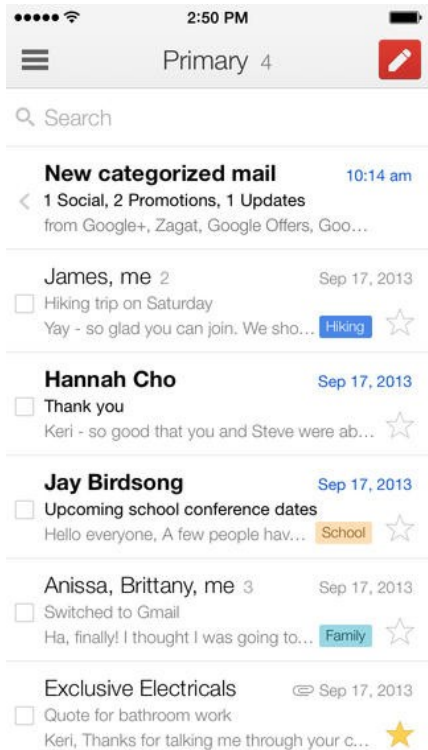 2:50 PM
Primary 4
Search
New categorized mail 10:14 am
1 Social, 2 Promotions, 1 Updates
from Google+, Zagat, Google Offers, Goo...
James, me 2 Sep 17, 2013
Hiking trip on Saturday
Yay - so glad you can join. We sho... Hiking
Hannah Cho Sep 17, 2013
Thank you
Keri - so good that you and Steve were ab...
Jay Birdsong Sep 17, 2013
Upcoming school conference dates
Hello everyone, A few people hav... School
Anissa, Brittany, me 3 Sep 17, 2013
Switched to Gmail
Ha, finally! I thought I was going to... Family
Exclusive Electricals Sep 17, 2013
Quote for bathroom work
Keri, Thanks for talking me through your c...